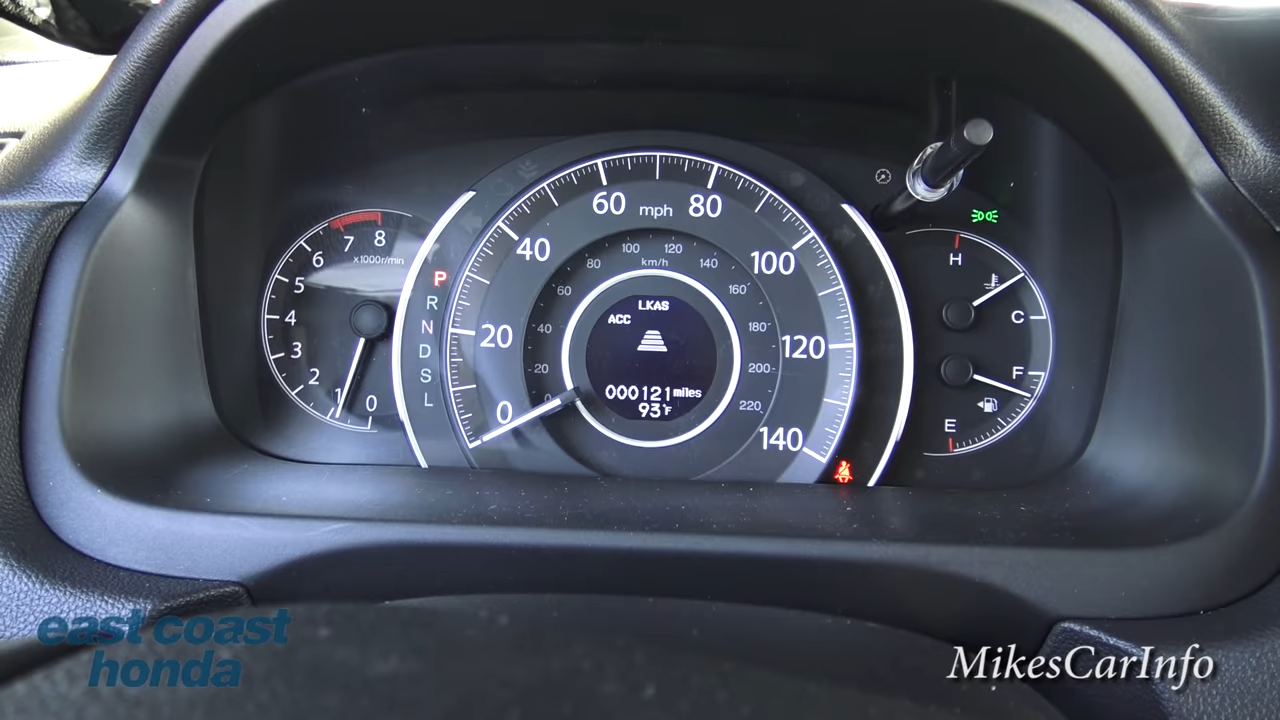 8
7
6
5
4
3
2
1
0
x1000r/min
P
R
N
D
S
L
0
20
40
60
mph
80
100
120
140
0
20
40
60
80
100
120
140
160
180
200
220
km/h
LKAS
ACC
000121 miles
93°F
H
C
F
E
east coast
honda
MikesCarInfo